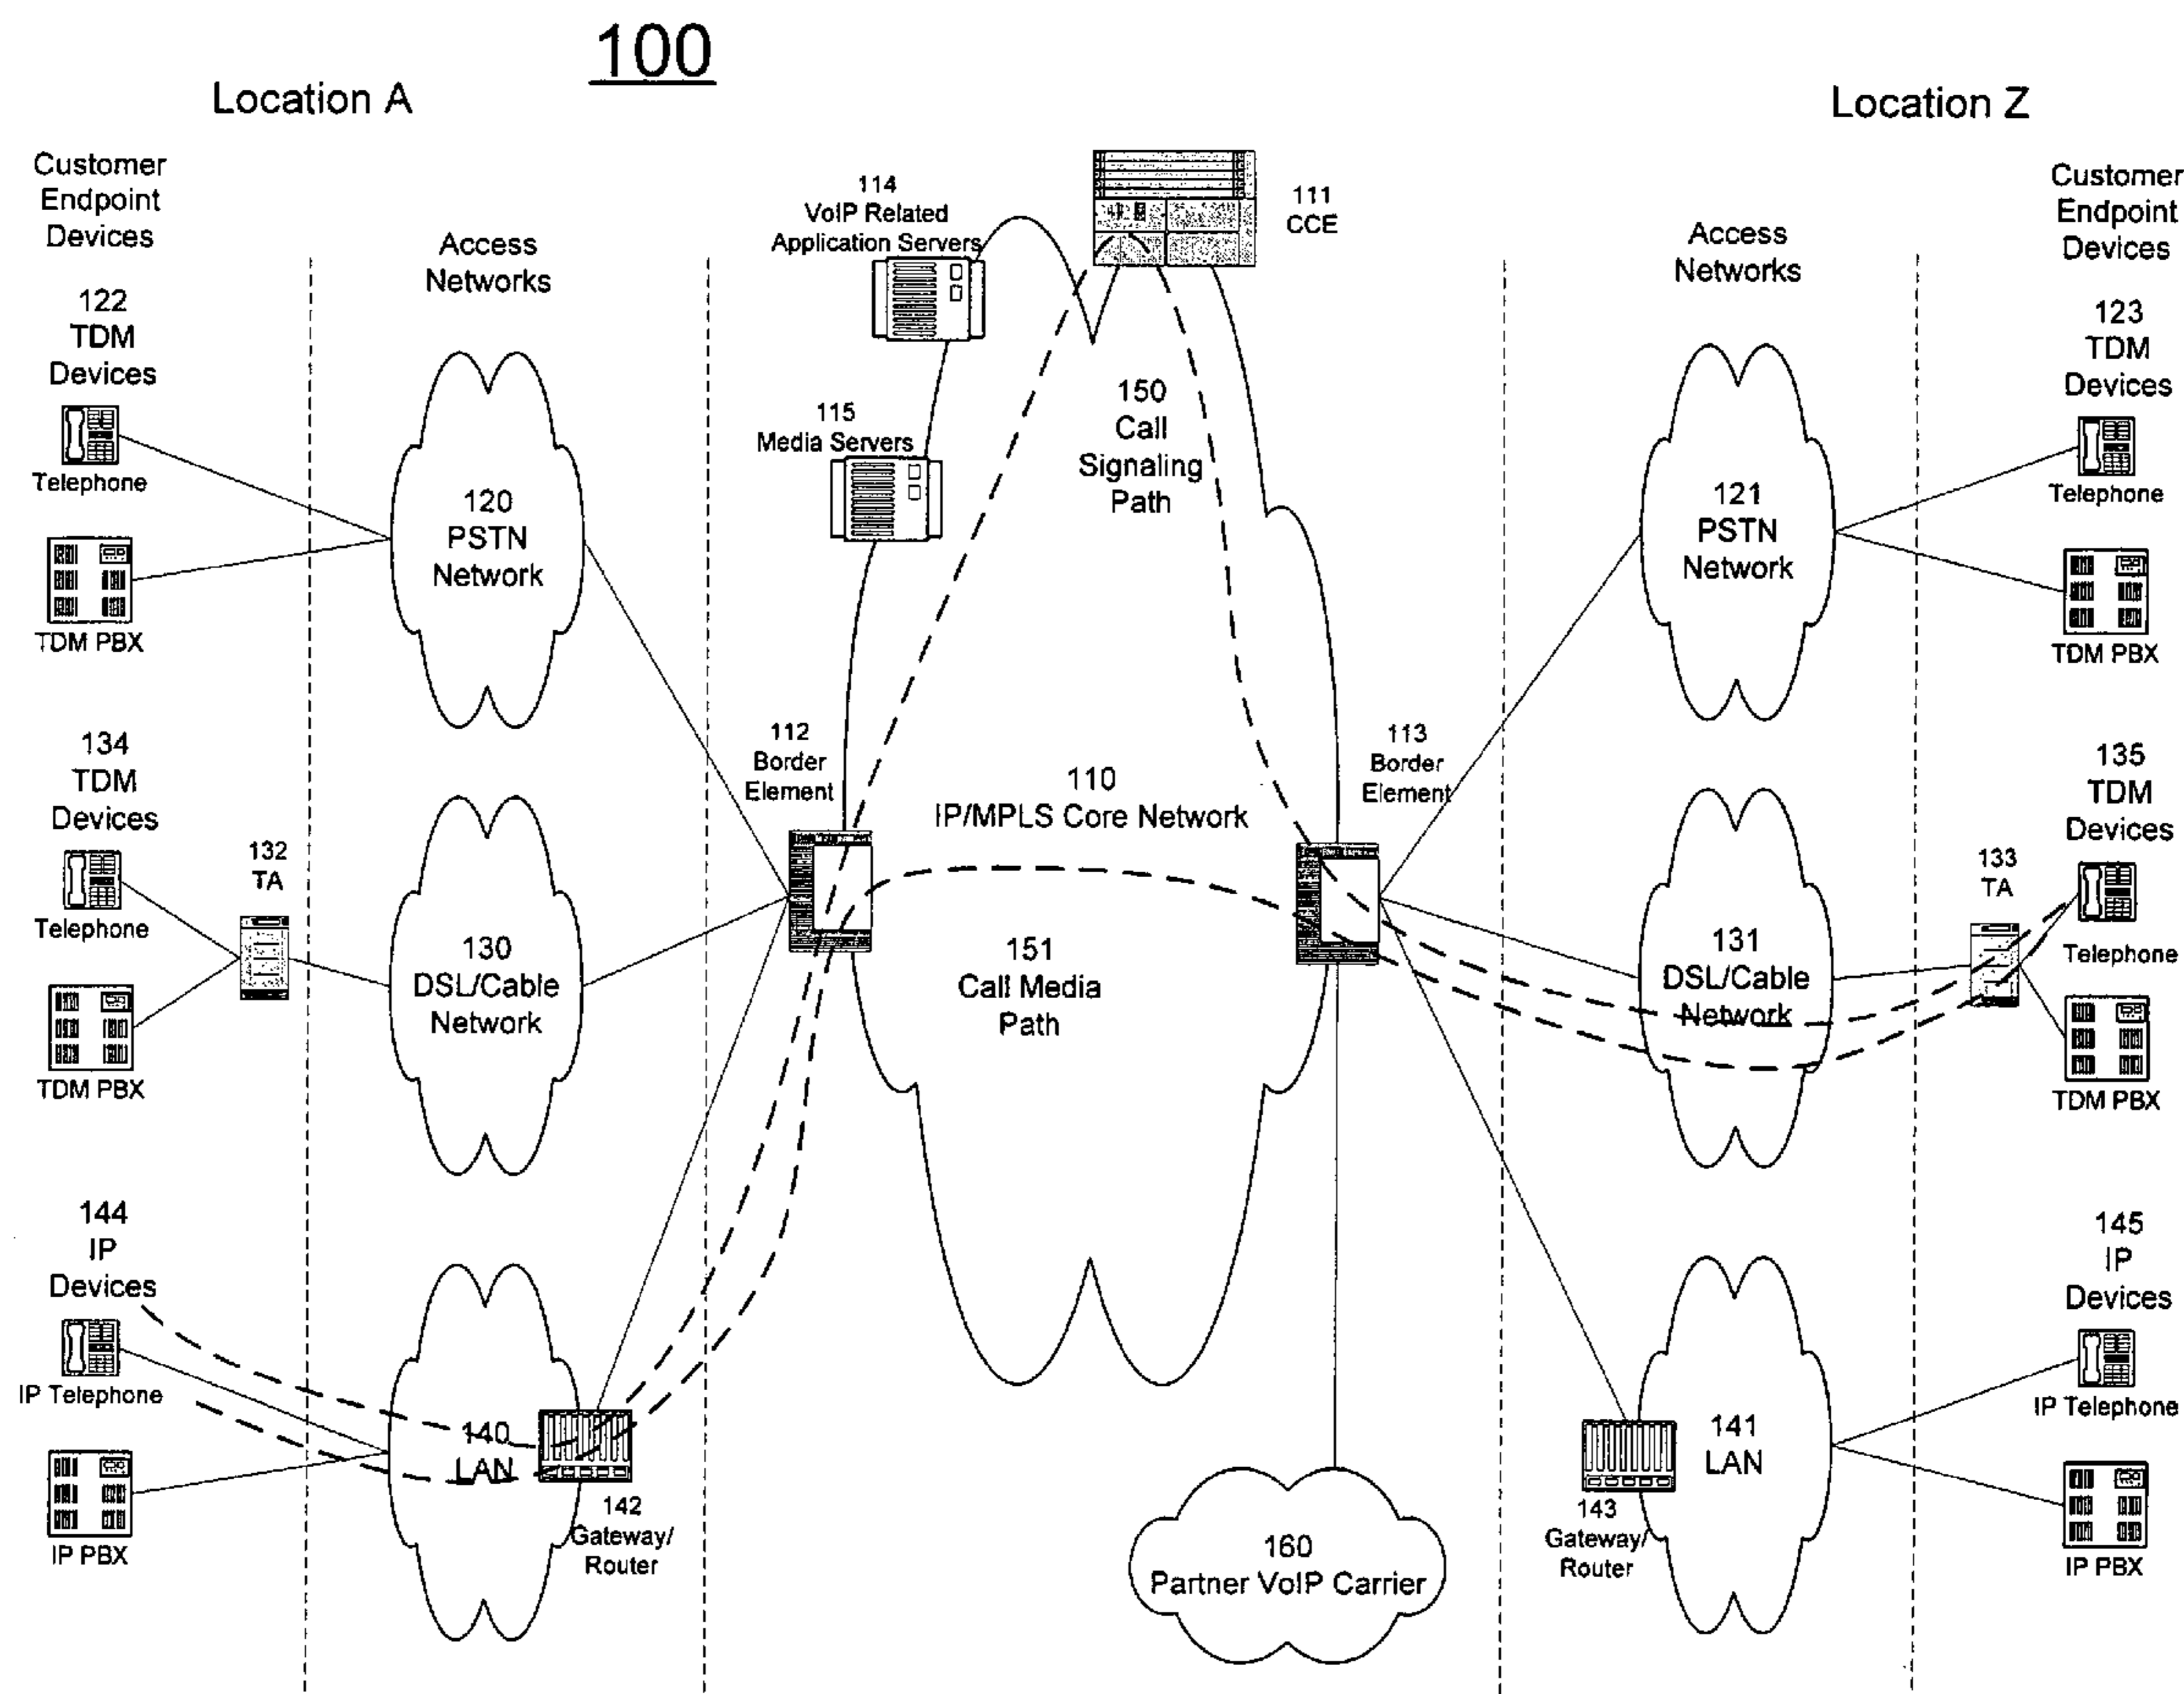 100
Location A
Location Z
Customer
Endpoint
Devices
Access
Networks
114
VoIP Related
Application Servers
111
CCE
Access
Networks
Customer
Endpoint
Devices
122
TDM
Devices
Telephone
TDM PBX
120
PSTN
Network
115
Media Servers
150
Call
Signaling
Path
121
PSTN
Network
123
TDM
Devices
Telephone
TDM PBX
134
TDM
Devices
Telephone
TDM PBX
132
TA
130
DSL/Cable
Network
112
Border
Element
110
IP/MPLS Core Network
151
Call Media
Path
113
Border
Element
131
DSL/Cable
Network
133
TA
135
TDM
Devices
Telephone
TDM PBX
144
IP
Devices
IP Telephone
IP PBX
140
LAN
142
Gateway/
Router
160
Partner VoIP Carrier
143
Gateway/
Router
141
LAN
145
IP
Devices
IP Telephone
IP PBX